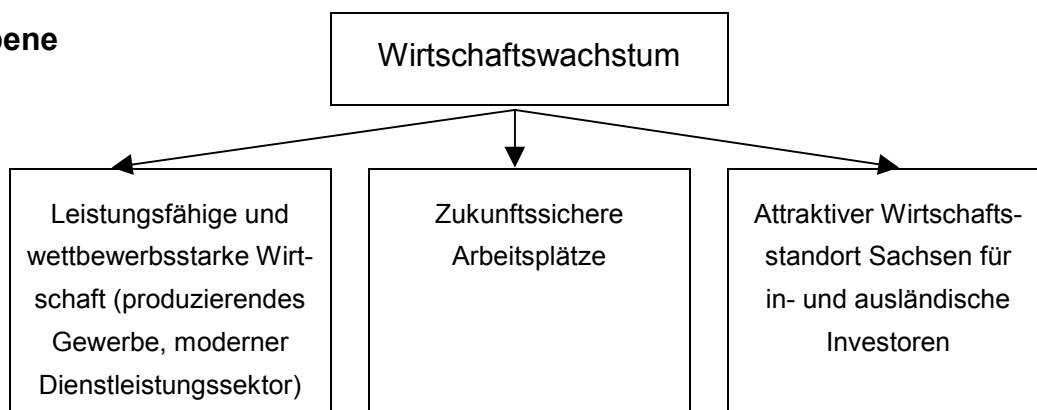 Wirtschaftswachstum
Leistungsfähige und
wettbewerbsstarke Wirt-
schaft (produzierendes
Gewerbe, moderner
Dienstleistungssektor)
Zukunftssichere
Arbeitsplätze
Attraktiver Wirtschafts-
standort Sachsen für
in- und ausländische
Investoren